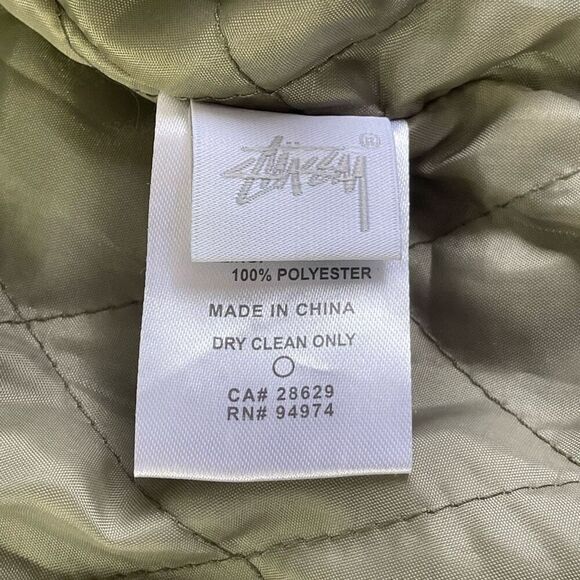 STÜSSY ®
100% POLYESTER
MADE IN CHINA
DRY CLEAN ONLY
CA# 28629
RN# 94974